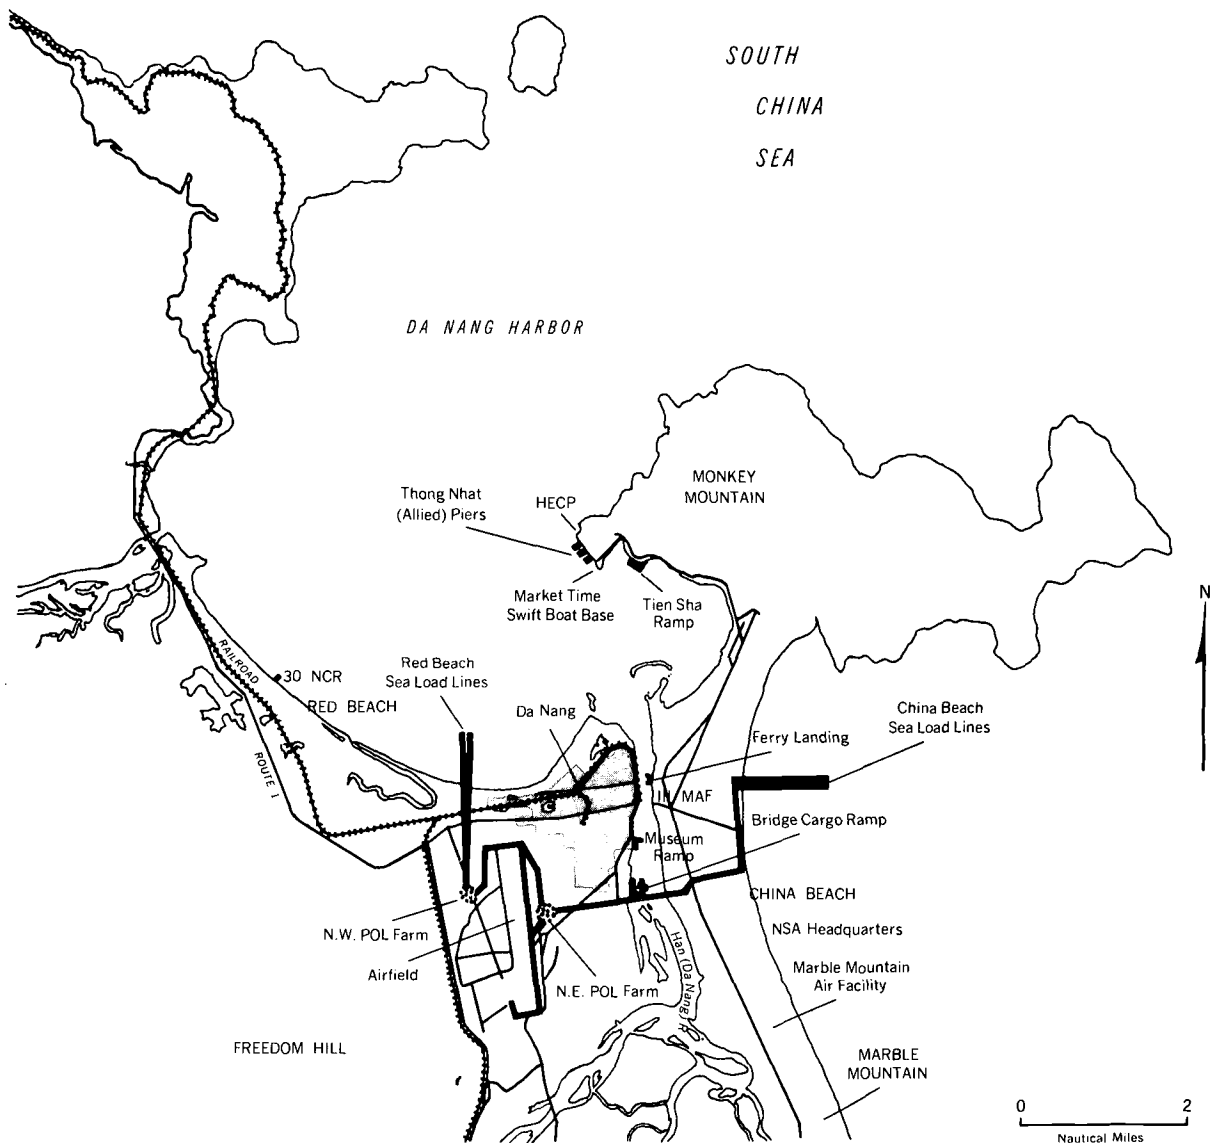 SOUTH
CHINA
SEA
DA NANG HARBOR
MONKEY
MOUNTAIN
Thong Nhat
(Allied) Piers
HECP
Market Time
Swift Boat Base
Tien Sha
Ramp
N
RAILROAD
30 NCR
RED BEACH
Red Beach
Sea Load Lines
Da Nang
China Beach
Sea Load Lines
Ferry Landing
ROUTE 1
III MAF
Bridge Cargo Ramp
Museum
Ramp
CHINA BEACH
N.W. POL Farm
NSA Headquarters
Airfield
Han (Da Nang) R
Marble Mountain
Air Facility
N.E. POL Farm
FREEDOM HILL
MARBLE
MOUNTAIN
0 2
Nautical Miles